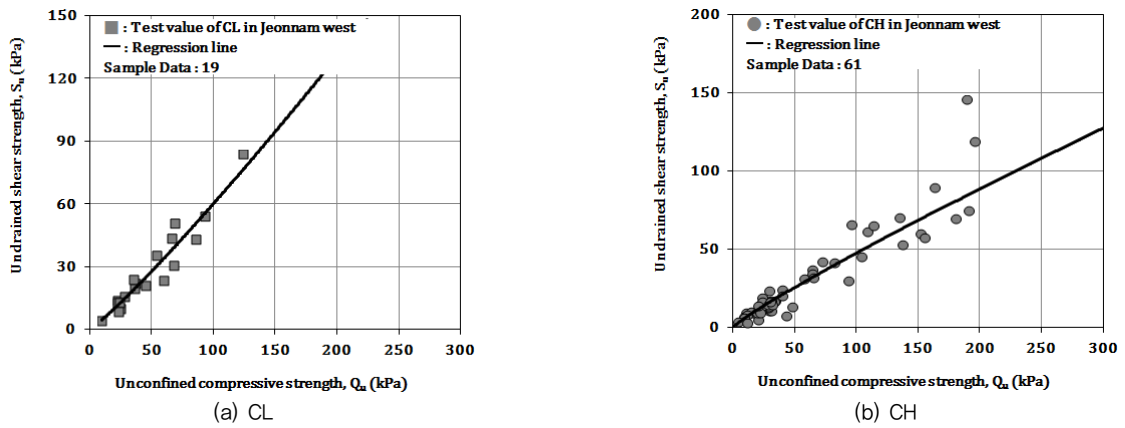 150
120
90
60
30
0
Undrained shear strength, Su (kPa)
: Test value of CL in Jeonnam west
: Regression line
Sample Data : 19
0 50 100 150 200 250 300
Unconfined compressive strength, Qu (kPa)
(a) CL
200
150
100
50
0
Undrained shear strength, Su (kPa)
: Test value of CH in Jeonnam west
: Regression line
Sample Data : 61
0 50 100 150 200 250 300
Unconfined compressive strength, Qu (kPa)
(b) CH